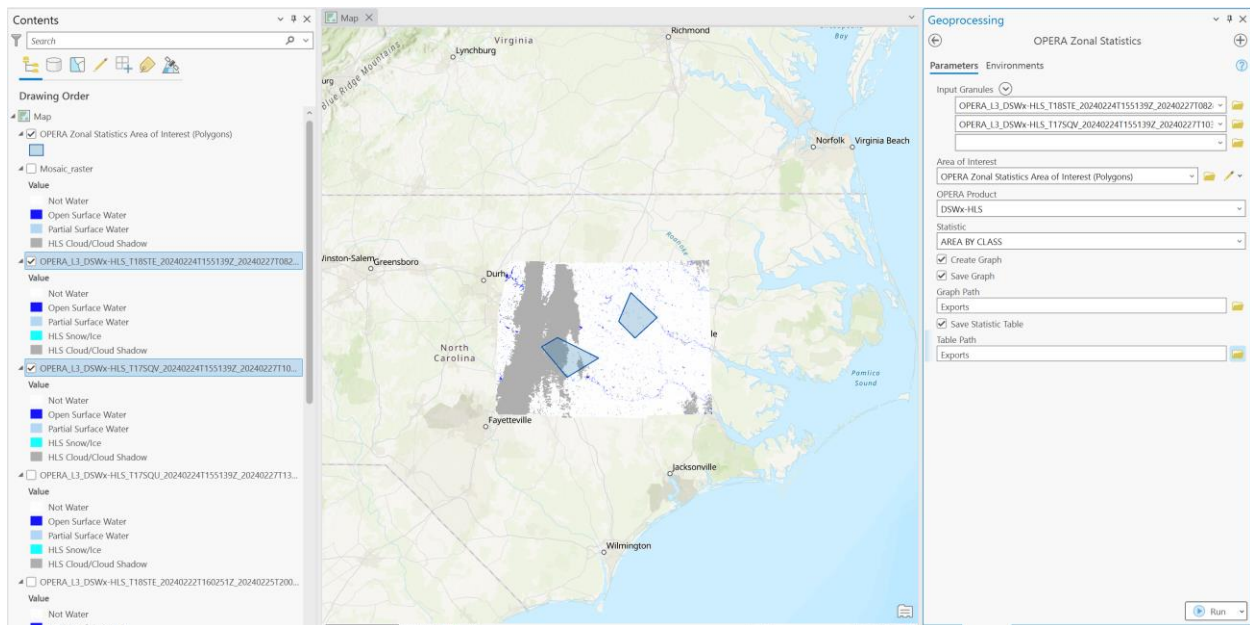 Contents
Search
Drawing Order
Map
OPERA Zonal Statistics Area of Interest (Polygons)
Mosaic_raster
Value
Not Water
Open Surface Water
Partial Surface Water
HLS Cloud/Cloud Shadow
OPERA_L3_DSWx-HLS_T18STE_20240224T155139Z_20240227T082...
Value
Not Water
Open Surface Water
Partial Surface Water
HLS Snow/Ice
HLS Cloud/Cloud Shadow
OPERA_L3_DSWx-HLS_T17SQV_20240224T155139Z_20240227T10...
Value
Not Water
Open Surface Water
Partial Surface Water
HLS Snow/Ice
HLS Cloud/Cloud Shadow
OPERA_L3_DSWx-HLS_T17SQU_20240224T155139Z_20240227T13...
Value
Not Water
Open Surface Water
Partial Surface Water
HLS Snow/Ice
HLS Cloud/Cloud Shadow
OPERA_L3_DSWx-HLS_T18STE_20240222T160251Z_20240225T200...
Value
Not Water
Map
Richmond
Bay
Virginia
Lynchburg
urg
Blue Ridge Mountains
Norfolk
Virginia Beach
Roanoke
Winston-Salem
Greensboro
Durh
le
North
Carolina
Pamlico
Sound
Fayetteville
Jacksonville
Wilmington
Geoprocessing
OPERA Zonal Statistics
Parameters Environments
Input Granules
OPERA_L3_DSWx-HLS_T18STE_20240224T155139Z_20240227T082
OPERA_L3_DSWx-HLS_T17SQV_20240224T155139Z_20240227T103
Area of Interest
OPERA Zonal Statistics Area of Interest (Polygons)
OPERA Product
DSWx-HLS
Statistic
AREA BY CLASS
Create Graph
Save Graph
Graph Path
Exports
Save Statistic Table
Table Path
Exports
Run